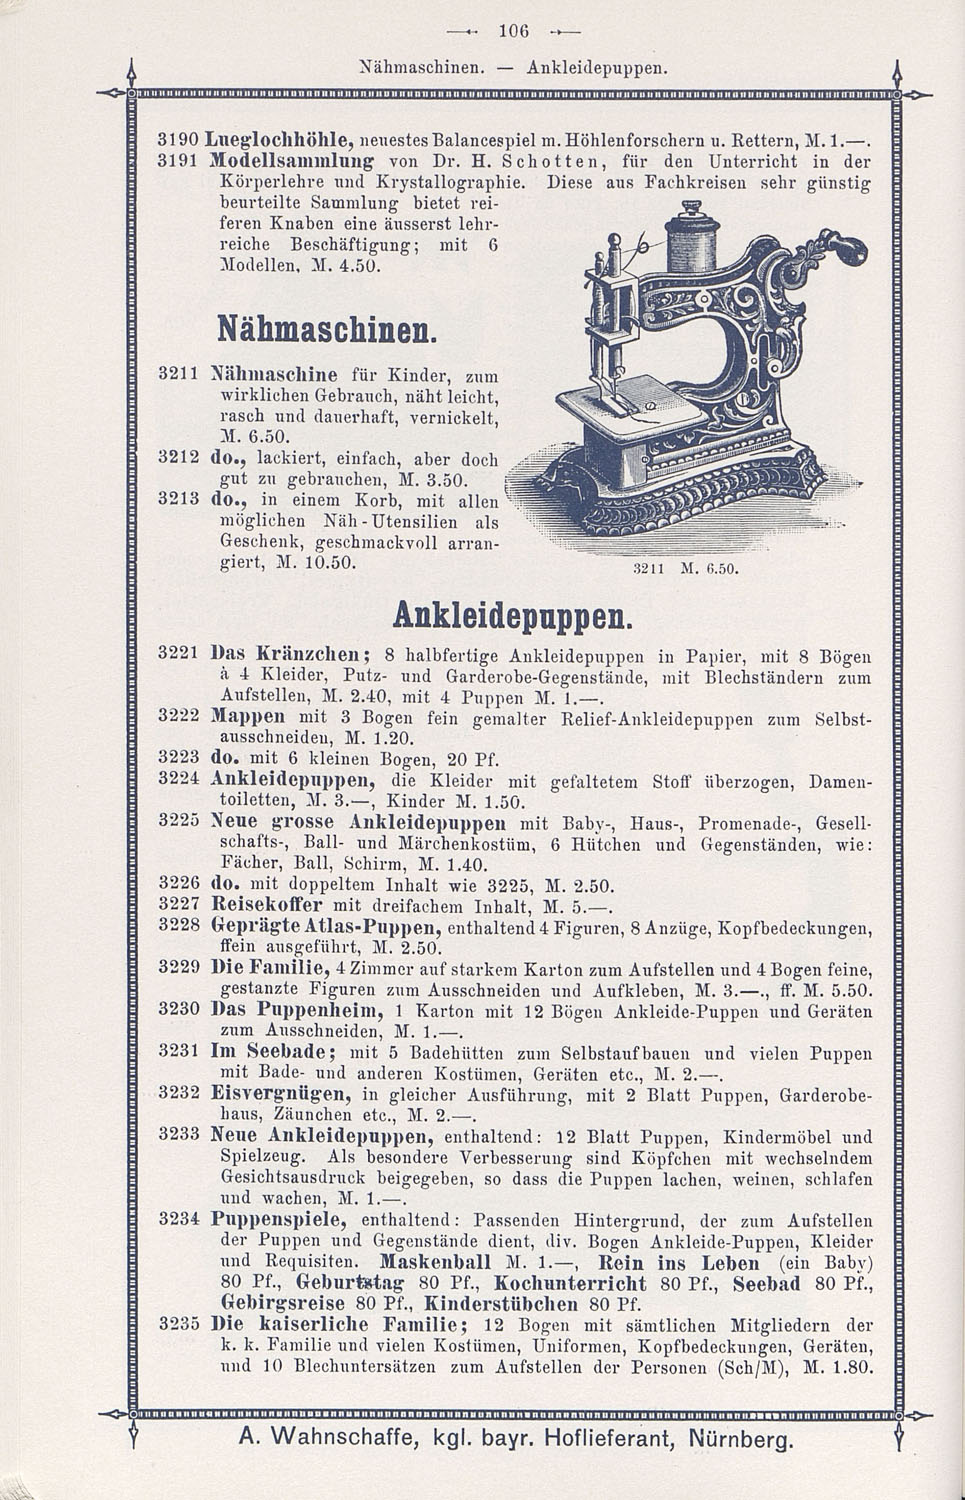 106
Nähmaschinen. — Ankleidepuppen.
3190 Lueglochhöhle, neuestes Balancespiel m. Höhlenforschern u. Rettern, M. 1.—.
3191 Modellsammlung von Dr. H. Schotten, für den Unterricht in der
Körperlehre und Krystallographie. Diese aus Fachkreisen sehr günstig
beurteilte Sammlung bietet rei-
feren Knaben eine äusserst lehr-
reiche Beschäftigung; mit 6
Modellen, M. 4.50.
Nähmaschinen.
3211 Nähmaschine für Kinder, zum
wirklichen Gebrauch, näht leicht,
rasch und dauerhaft, vernickelt,
M. 6.50.
3212 do., lackiert, einfach, aber doch
gut zu gebrauchen, M. 3.50.
3213 do., in einem Korb, mit allen
möglichen Näh-Utensilien als
Geschenk, geschmackvoll arran-
giert, M. 10.50.
3211 M. 6.50.
Ankleidepuppen.
3221 Das Kränzchen; 8 halbfertige Ankleidepuppen in Papier, mit 8 Bögen
à 4 Kleider, Putz- und Garderobe-Gegenstände, mit Blechständern zum
Aufstellen, M. 2.40, mit 4 Puppen M. 1.—.
3222 Mappen mit 3 Bogen fein gemalter Relief-Ankleidepuppen zum Selbst-
ausschneiden, M. 1.20.
3223 do. mit 6 kleinen Bogen, 20 Pf.
3224 Ankleidepuppen, die Kleider mit gefaltetem Stoff überzogen, Damen-
toiletten, M. 3.—, Kinder M. 1.50.
3225 Neue grosse Ankleidepuppen mit Baby-, Haus-, Promenade-, Gesell-
schafts-, Ball- und Märchenkostüm, 6 Hütchen und Gegenständen, wie:
Fächer, Ball, Schirm, M. 1.40.
3226 do. mit doppeltem Inhalt wie 3225, M. 2.50.
3227 Reisekoffer mit dreifachem Inhalt, M. 5.—.
3228 Geprägte Atlas-Puppen, enthaltend 4 Figuren, 8 Anzüge, Kopfbedeckungen,
ffein ausgeführt, M. 2.50.
3229 Die Familie, 4 Zimmer auf starkem Karton zum Aufstellen und 4 Bogen feine,
gestanzte Figuren zum Ausschneiden und Aufkleben, M. 3.—., ff. M. 5.50.
3230 Das Puppenheim, 1 Karton mit 12 Bögen Ankleide-Puppen und Geräten
zum Ausschneiden, M. 1.—.
3231 Im Seebade; mit 5 Badehütten zum Selbstaufbauen und vielen Puppen
mit Bade- und anderen Kostümen, Geräten etc., M. 2.—.
3232 Eisvergnügen, in gleicher Ausführung, mit 2 Blatt Puppen, Garderobe-
haus, Zäunchen etc., M. 2.—.
3233 Neue Ankleidepuppen, enthaltend: 12 Blatt Puppen, Kindermöbel und
Spielzeug. Als besondere Verbesserung sind Köpfchen mit wechselndem
Gesichtsausdruck beigegeben, so dass die Puppen lachen, weinen, schlafen
und wachen, M. 1.—.
3234 Puppenspiele, enthaltend: Passenden Hintergrund, der zum Aufstellen
der Puppen und Gegenstände dient, div. Bogen Ankleide-Puppen, Kleider
und Requisiten. Maskenball M. 1.—, Rein ins Leben (ein Baby)
80 Pf., Geburtstag 80 Pf., Kochunterricht 80 Pf., Seebad 80 Pf.,
Gebirgsreise 80 Pf., Kinderstübchen 80 Pf.
3235 Die kaiserliche Familie; 12 Bogen mit sämtlichen Mitgliedern der
k. k. Familie und vielen Kostümen, Uniformen, Kopfbedeckungen, Geräten,
und 10 Blechuntersätzen zum Aufstellen der Personen (Sch/M), M. 1.80.
A. Wahnschaffe, kgl. bayr. Hoflieferant, Nürnberg.